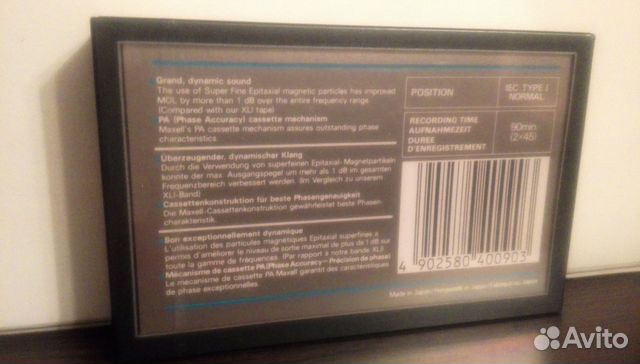 Grand, dynamic sound
The use of Super Fine Epitaxial magnetic particles has improved
MOL by more than 1 dB over the entire frequency range
(Compared with our XLI tape)
PA (Phase Accuracy) cassette mechanism
Maxell's PA cassette mechanism assures outstanding phase
characteristics.
Überzeugender, dynamischer Klang
Durch die Verwendung von superfeinen Epitaxial-Magnetpartikeln
konnte der max. Ausgangspegel um mehr als 1 dB im gesamten
Frequenzbereich verbessert werden. (Im Vergleich zu unserem
XLI-Band)
Cassettenkonstruktion für beste Phasengenauigkeit
Die Maxell-Cassettenkonstruktion gewährleistet beste Phasen-
charakteristik.
Son exceptionnellement dynamique
L'utilisation des particules magnétiques Epitaxial superfines a
permis d'améliorer le niveau de sortie maximal de plus de 1 dB sur
toute la gamme de fréquences. (Par rapport à notre bande XLI)
Mécanisme de cassette PA (Phase Accuracy—Précision de phase)
Le mécanisme de cassette PA Maxell garantit des caractéristiques
de phase exceptionnelles.
POSITION
IEC TYPE I
NORMAL
RECORDING TIME
AUFNAHMEZEIT
DUREE
D'ENREGISTREMENT
90min.
(2×45)
4 902580 400903
Made in Japan
Avito